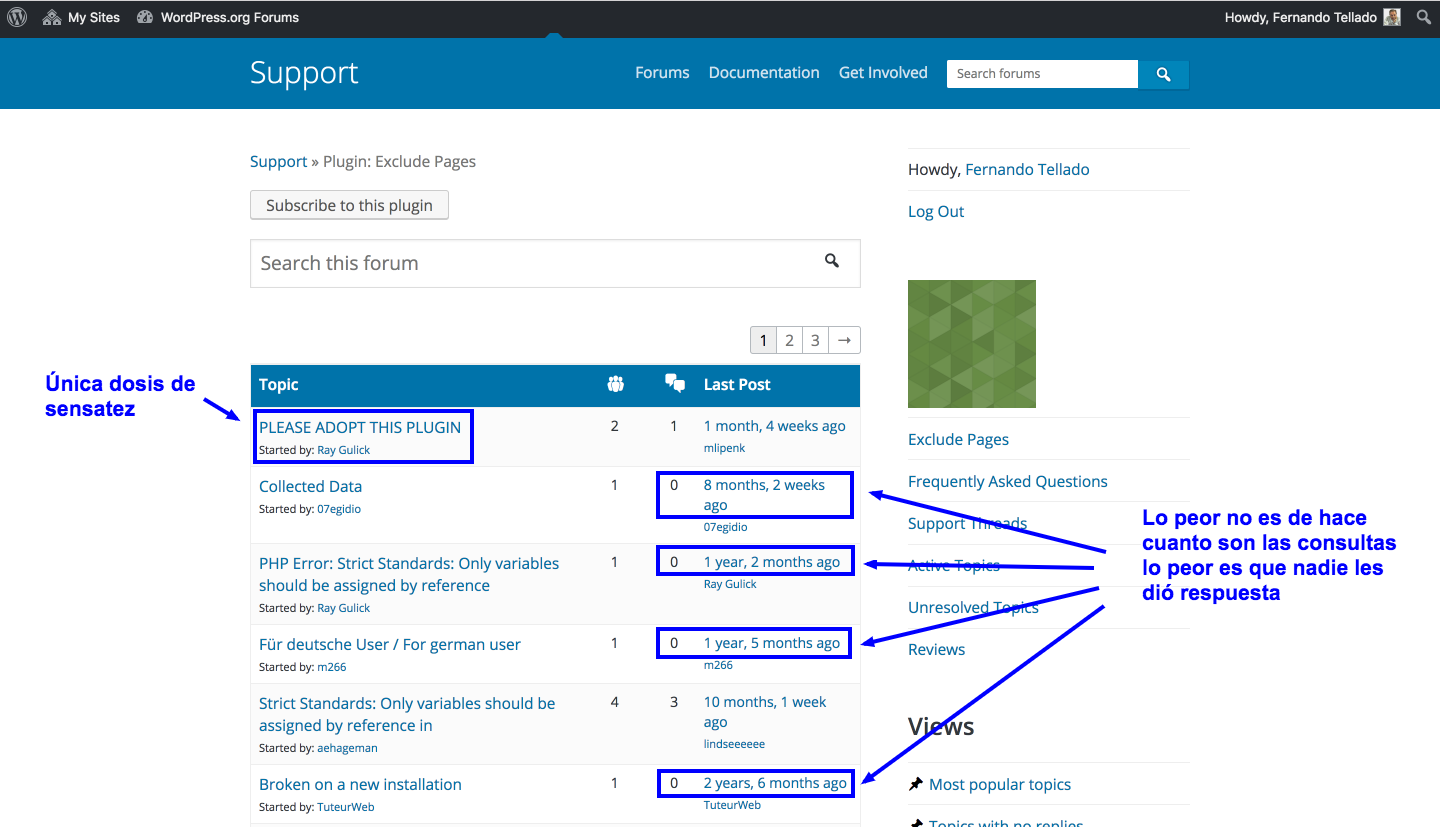 My Sites
WordPress.org Forums
Howdy, Fernando Tellado
Support
Forums
Documentation
Get Involved
Search forums
Support » Plugin: Exclude Pages
Subscribe to this plugin
Search this forum
1 2 3 →
Única dosis de
sensatez
Topic
Last Post
PLEASE ADOPT THIS PLUGIN
Started by: Ray Gulick
2
1
1 month, 4 weeks ago
mlipenk
Collected Data
Started by: 07egidio
1
0
8 months, 2 weeks
ago
07egidio
PHP Error: Strict Standards: Only variables
should be assigned by reference
Started by: Ray Gulick
1
0
1 year, 2 months ago
Ray Gulick
Für deutsche User / For german user
Started by: m266
1
0
1 year, 5 months ago
m266
Strict Standards: Only variables should be
assigned by reference in
Started by: aehageman
4
3
10 months, 1 week
ago
lindseeeeee
Broken on a new installation
Started by: TuteurWeb
1
0
2 years, 6 months ago
TuteurWeb
Howdy, Fernando Tellado
Log Out
Exclude Pages
Frequently Asked Questions
Support Threads
Active Topics
Unresolved Topics
Reviews
Views
Most popular topics
Topics with no replies
Lo peor no es de hace
cuanto son las consultas
lo peor es que nadie les
dió respuesta